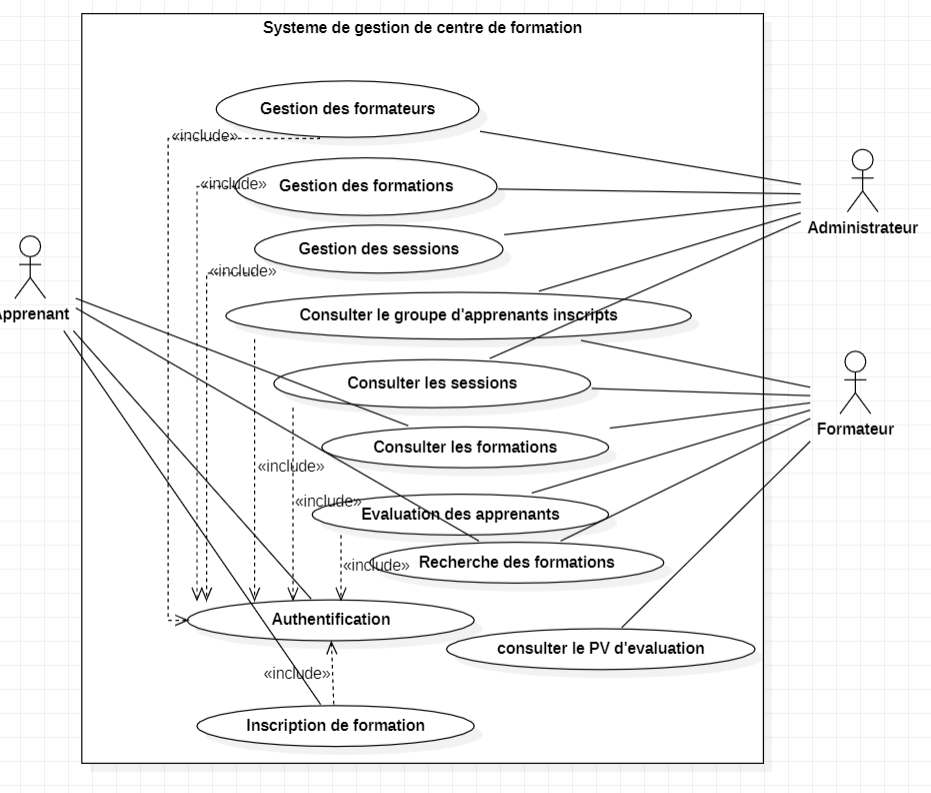 Systeme de gestion de centre de formation
Gestion des formateurs
«include»
«include»
Gestion des formations
Administrateur
Gestion des sessions
«include»
Apprenant
Consulter le groupe d'apprenants inscripts
Consulter les sessions
Formateur
Consulter les formations
«include»
«include»
Evaluation des apprenants
Recherche des formations
«include»
Authentification
consulter le PV d'evaluation
«include»
Inscription de formation